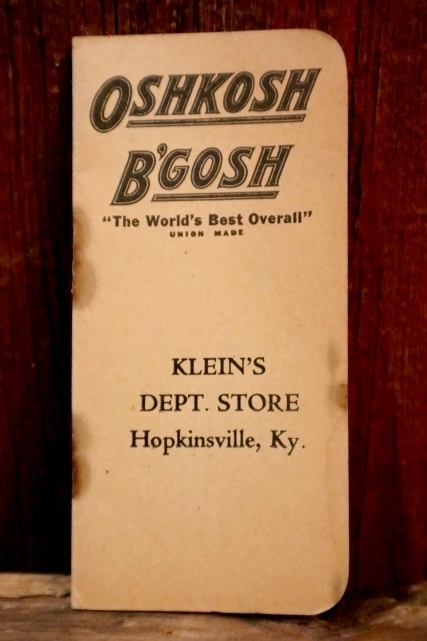 OSHKOSH
B'GOSH
"The World's Best Overall"
UNION MADE
KLEIN'S
DEPT. STORE
Hopkinsville, Ky.